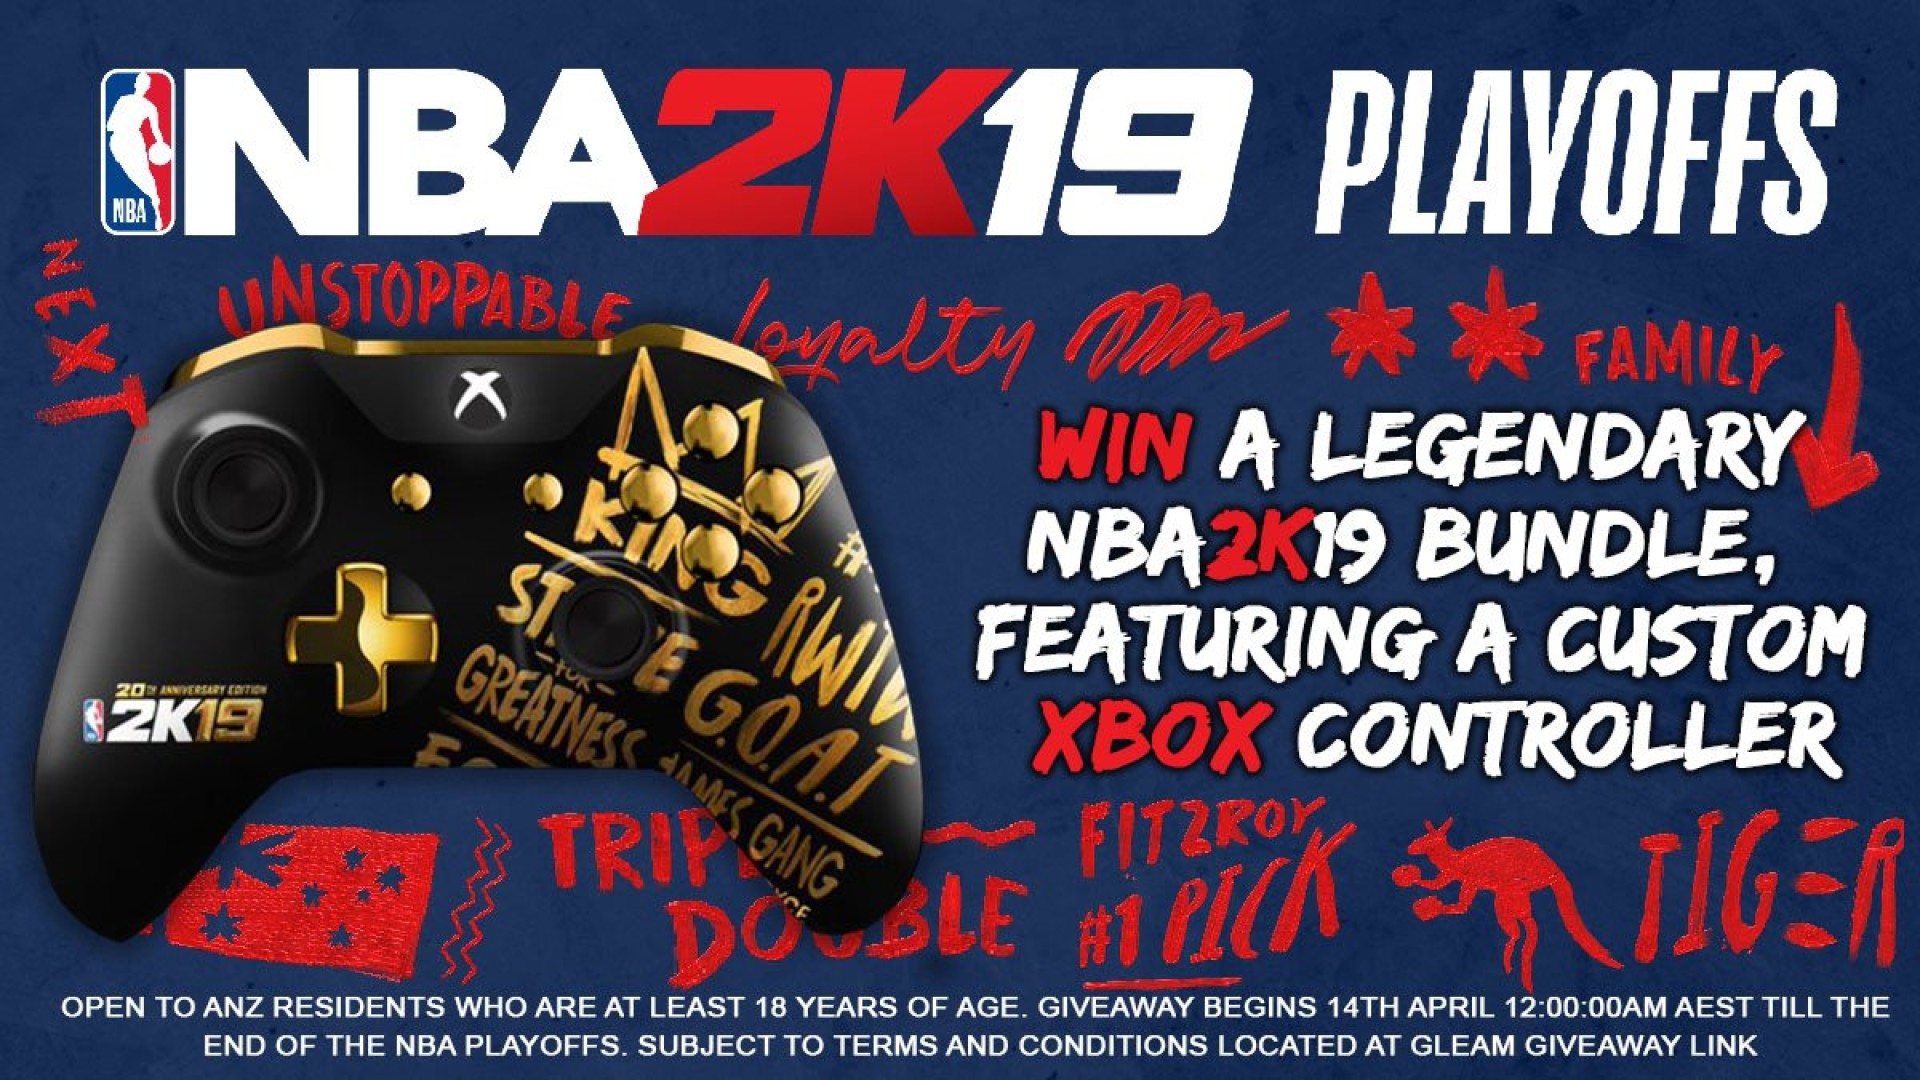 NBA
NBA2K19 PLAYOFFS
NEXT
UNSTOPPABLE
loyalty
FAMILY
WIN A LEGENDARY
NBA2K19 BUNDLE,
FEATURING A CUSTOM
XBOX CONTROLLER
KING
RWTW
-FOR-
GREATNESS
G.O.A.T
JAMES GANG
20TH ANNIVERSARY EDITION
2K19
TRIPLE
DOUBLE
FITZROY
#1 PICK
TIGER
OPEN TO ANZ RESIDENTS WHO ARE AT LEAST 18 YEARS OF AGE. GIVEAWAY BEGINS 14TH APRIL 12:00:00AM AEST TILL THE
END OF THE NBA PLAYOFFS. SUBJECT TO TERMS AND CONDITIONS LOCATED AT GLEAM GIVEAWAY LINK